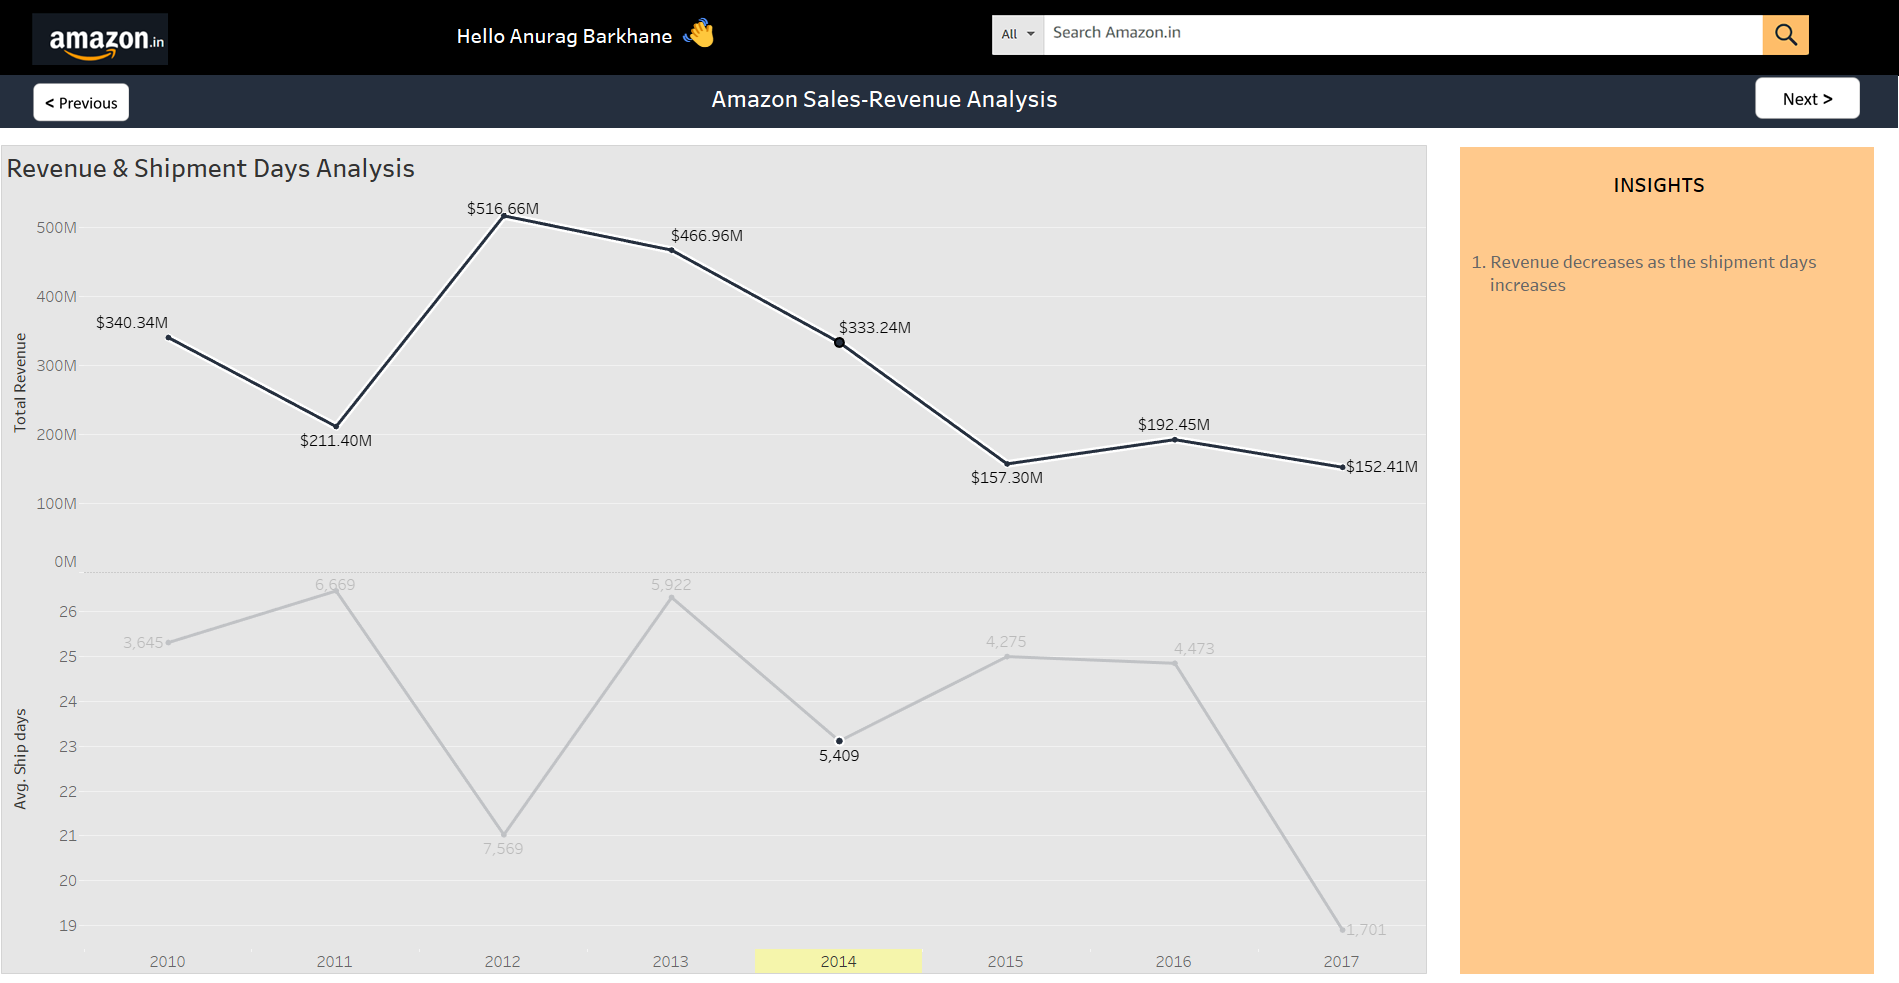 amazon.in
Hello Anurag Barkhane 👋
All
Search Amazon.in
< Previous
Amazon Sales-Revenue Analysis
Next >
Revenue & Shipment Days Analysis
Total Revenue
500M
400M
300M
200M
100M
0M
$340.34M
$211.40M
$516.66M
$466.96M
$333.24M
$157.30M
$192.45M
$152.41M
Avg. Ship days
26
25
24
23
22
21
20
19
3,645
6,669
7,569
5,922
5,409
4,275
4,473
1,701
2010
2011
2012
2013
2014
2015
2016
2017
INSIGHTS
1. Revenue decreases as the shipment days
increases